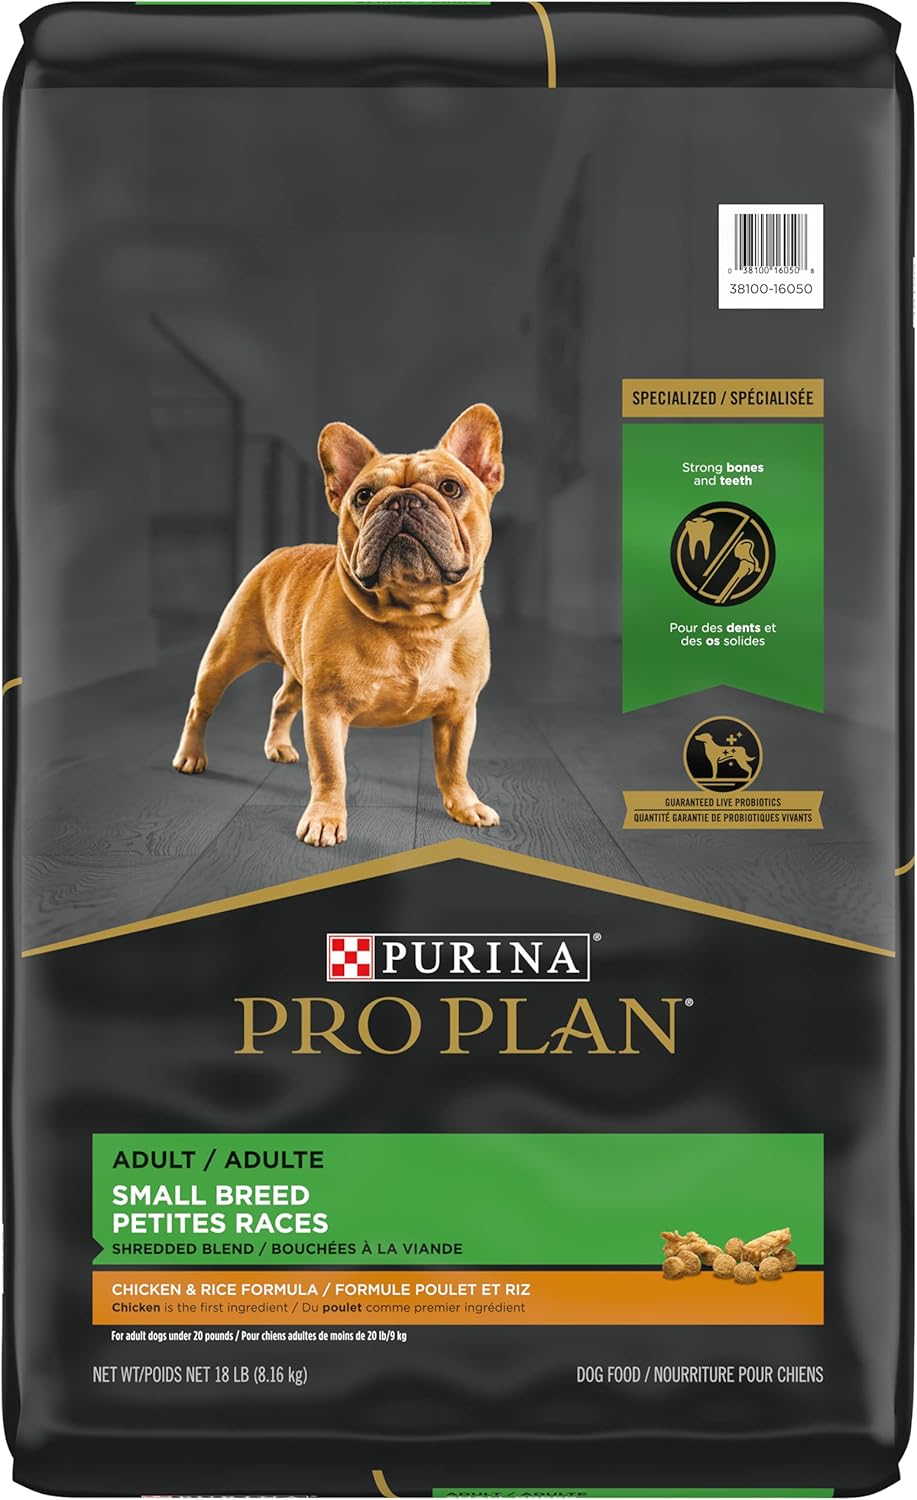 0 38100 16050 8
38100-16050
SPECIALIZED / SPÉCIALISÉE
Strong bones
and teeth
Pour des dents et
des os solides
GUARANTEED LIVE PROBIOTICS
QUANTITÉ GARANTIE DE PROBIOTIQUES VIVANTS
PURINA®
PRO PLAN®
ADULT / ADULTE
SMALL BREED
PETITES RACES
SHREDDED BLEND / BOUCHÉES À LA VIANDE
CHICKEN & RICE FORMULA / FORMULE POULET ET RIZ
Chicken is the first ingredient / Du poulet comme premier ingrédient
For adult dogs under 20 pounds / Pour chiens adultes de moins de 20 lb/9 kg
NET WT/POIDS NET 18 LB (8.16 kg)
DOG FOOD / NOURRITURE POUR CHIENS